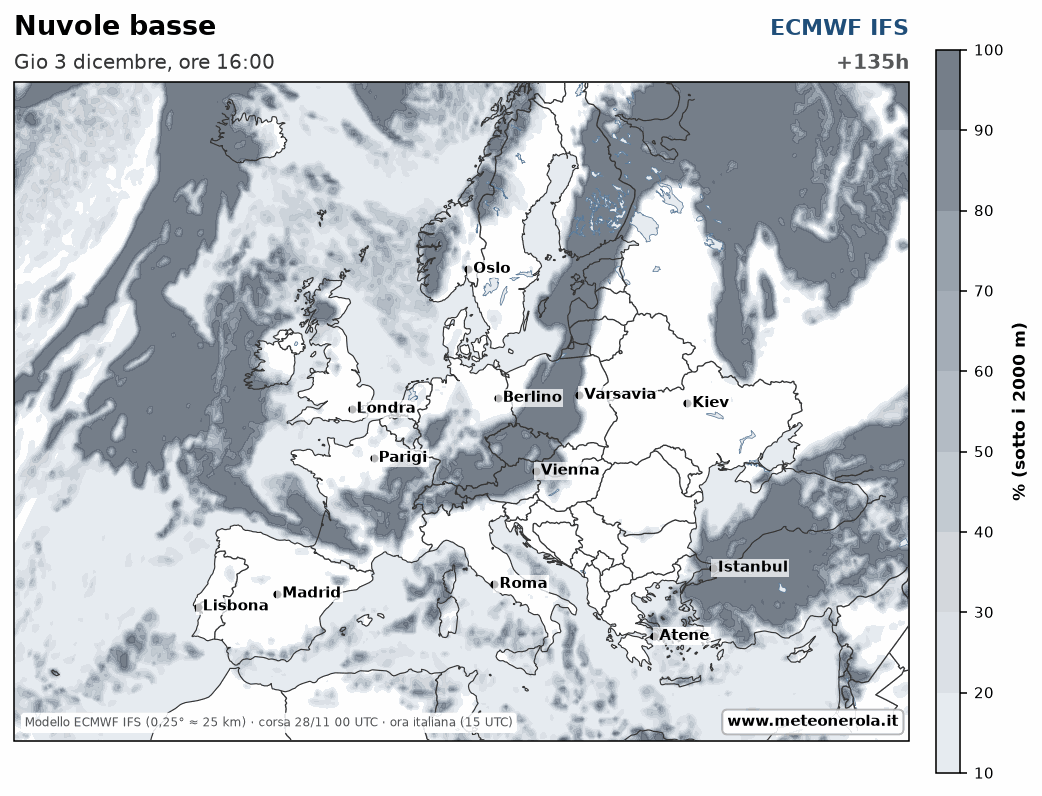 Nuvole basse
ECMWF IFS
Gio 3 dicembre, ore 16:00
+135h
100
90
80
70
60
50
40
30
20
10
% (sotto i 2000 m)
Oslo
Londra
Berlino
Varsavia
Kiev
Parigi
Vienna
Istanbul
Roma
Madrid
Lisbona
Atene
Modello ECMWF IFS (0,25° ≈ 25 km) · corsa 28/11 00 UTC · ora italiana (15 UTC)
www.meteonerola.it